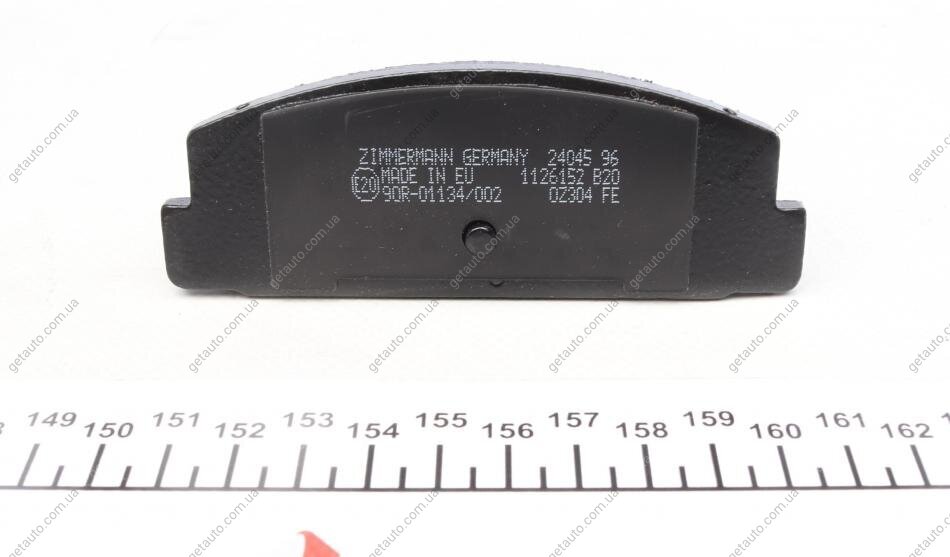 ZIMMERMANN GERMANY 24045 96
MADE IN EU 1126152 B20
E20 90R-01134/002 OZ304 FE
149 150 151 152 153 154 155 156 157 158 159 160 161 162
getauto.com.ua